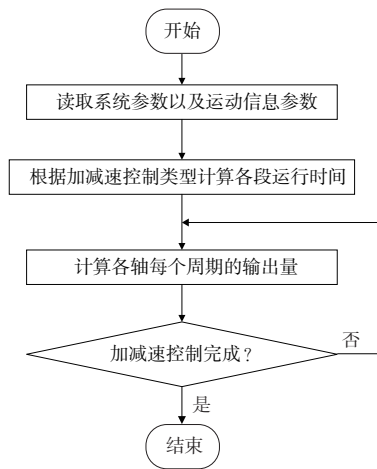 开始
读取系统参数以及运动信息参数
根据加减速控制类型计算各段运行时间
计算各轴每个周期的输出量
加减速控制完成？
否
是
结束